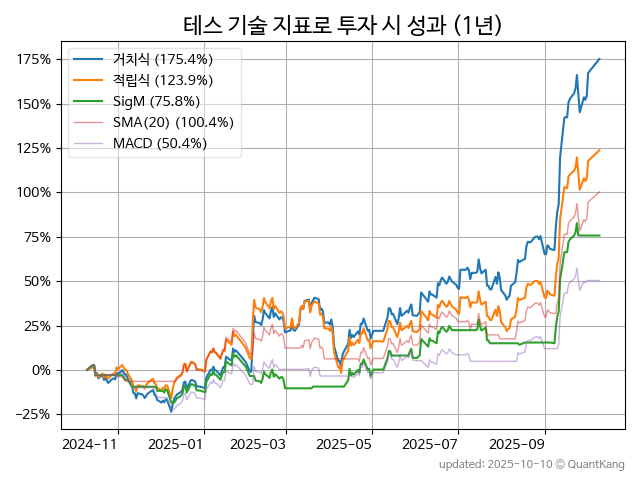 테스 기술 지표로 투자 시 성과 (1년)
175%
150%
125%
100%
75%
50%
25%
0%
−25%
거치식 (175.4%)
적립식 (123.9%)
SigM (75.8%)
SMA(20) (100.4%)
MACD (50.4%)
2024−11
2025−01
2025−03
2025−05
2025−07
2025−09
updated: 2025-10-10 © QuantKang